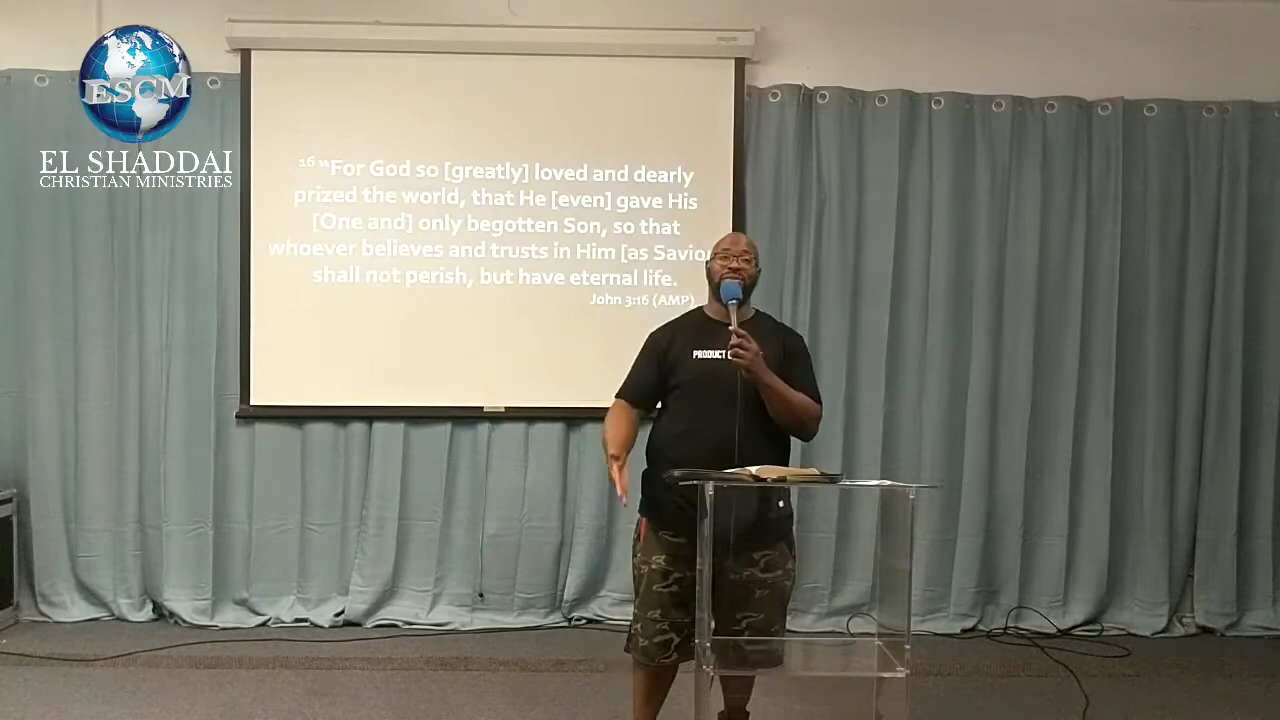 ESCM
EL SHADDAI
CHRISTIAN MINISTRIES
16 “For God so [greatly] loved and dearly
prized the world, that He [even] gave His
[One and] only begotten Son, so that
whoever believes and trusts in Him [as
shall not perish, but have eternal life.
John 3:16 (AMP)
PRODUCT